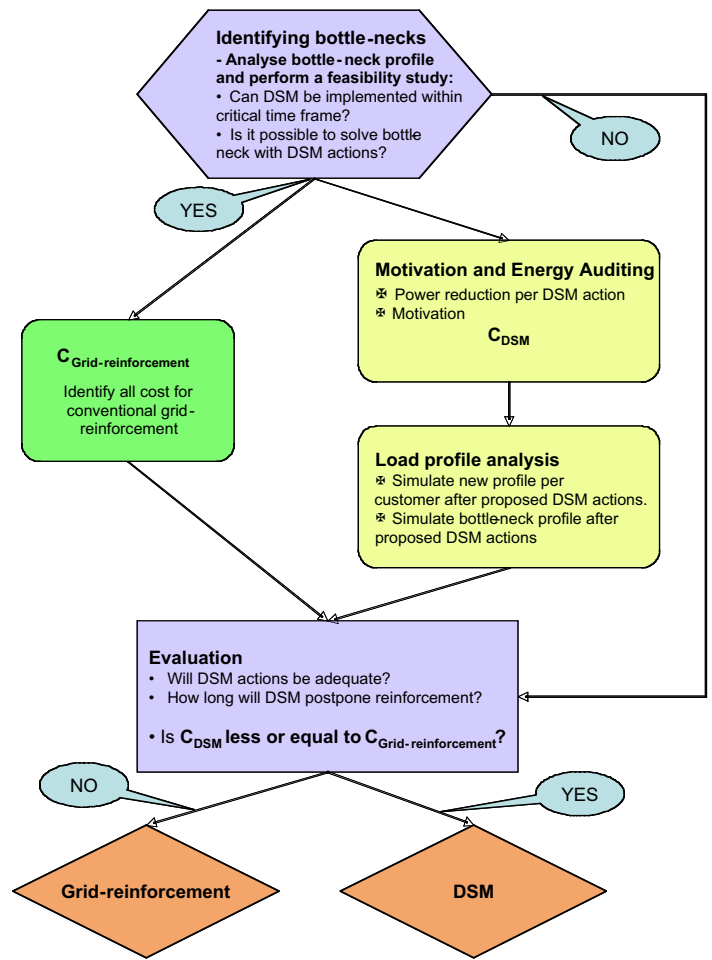 Identifying bottle-necks
- Analyse bottle-neck profile
and perform a feasibility study:
• Can DSM be implemented within
critical time frame?
• Is it possible to solve bottle
neck with DSM actions?
NO
YES
Motivation and Energy Auditing
✠ Power reduction per DSM action
✠ Motivation
C_DSM
C_Grid-reinforcement
Identify all cost for
conventional grid-
reinforcement
Load profile analysis
✠ Simulate new profile per
customer after proposed DSM actions.
✠ Simulate bottle-neck profile after
proposed DSM actions
Evaluation
• Will DSM actions be adequate?
• How long will DSM postpone reinforcement?
• Is C_DSM less or equal to C_Grid-reinforcement?
NO
YES
Grid-reinforcement
DSM